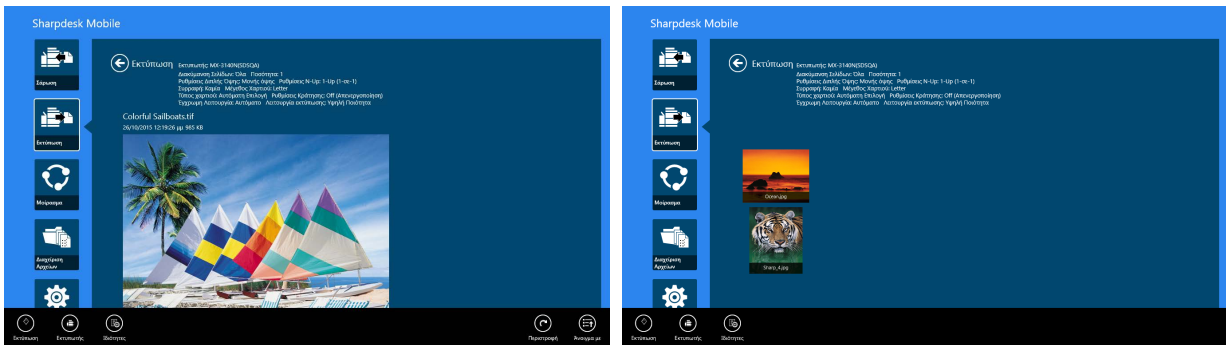 Sharpdesk Mobile
Σάρωση
Εκτύπωση
Μοίρασμα
Διαχείριση
Αρχείων
Εκτύπωση
Εκτυπωτής: MX-3140N(SDSQA)
Διακύμανση Σελίδων: Όλα Ποσότητα: 1
Ρυθμίσεις Διπλής Όψης: Μονής όψης Ρυθμίσεις N-Up: 1-Up (1-σε-1)
Συρραφή: Καμία Μέγεθος Χαρτιού: Letter
Τύπος χαρτιού: Αυτόματη Επιλογή Ρυθμίσεις Κράτησης: Off (Απενεργοποίηση)
Έγχρωμη Λειτουργία: Αυτόματο Λειτουργία εκτύπωσης: Υψηλή Ποιότητα
Colorful Sailboats.tif
26/10/2015 12:19:26 μμ 985 KB
Εκτύπωση
Εκτυπωτής
Ιδιότητες
Περιστροφή
Άνοιγμα με
Sharpdesk Mobile
Σάρωση
Εκτύπωση
Μοίρασμα
Διαχείριση
Αρχείων
Εκτύπωση
Εκτυπωτής: MX-3140N(SDSQA)
Διακύμανση Σελίδων: Όλα Ποσότητα: 1
Ρυθμίσεις Διπλής Όψης: Μονής όψης Ρυθμίσεις N-Up: 1-Up (1-σε-1)
Συρραφή: Καμία Μέγεθος Χαρτιού: Letter
Τύπος χαρτιού: Αυτόματη Επιλογή Ρυθμίσεις Κράτησης: Off (Απενεργοποίηση)
Έγχρωμη Λειτουργία: Αυτόματο Λειτουργία εκτύπωσης: Υψηλή Ποιότητα
Ocean.jpg
Sharp_4.jpg
Εκτύπωση
Εκτυπωτής
Ιδιότητες